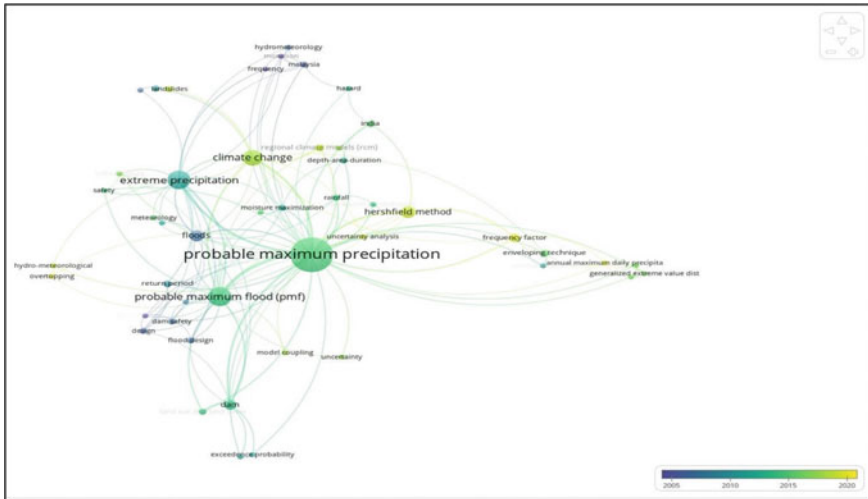 hydrometeorology
malaysia
frequency
landslides
hazard
india
regional climate models (rcm)
climate change
depth-area-duration
extreme precipitation
safety
rainfall
moisture maximization
hershfield method
meteorology
floods
uncertainty analysis
frequency factor
probable maximum precipitation
enveloping technique
hydro-meteorological
annual maximum daily precipita
overtopping
generalized extreme value dist
return period
probable maximum flood (pmf)
dam safety
design
flood design
model coupling
uncertainty
dam
exceedence probability
2005 2010 2015 2020